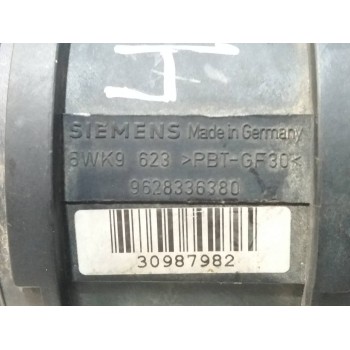 SIEMENS Made in Germany
5WK9 623 >PBT-GF30<
9628336380
30987982